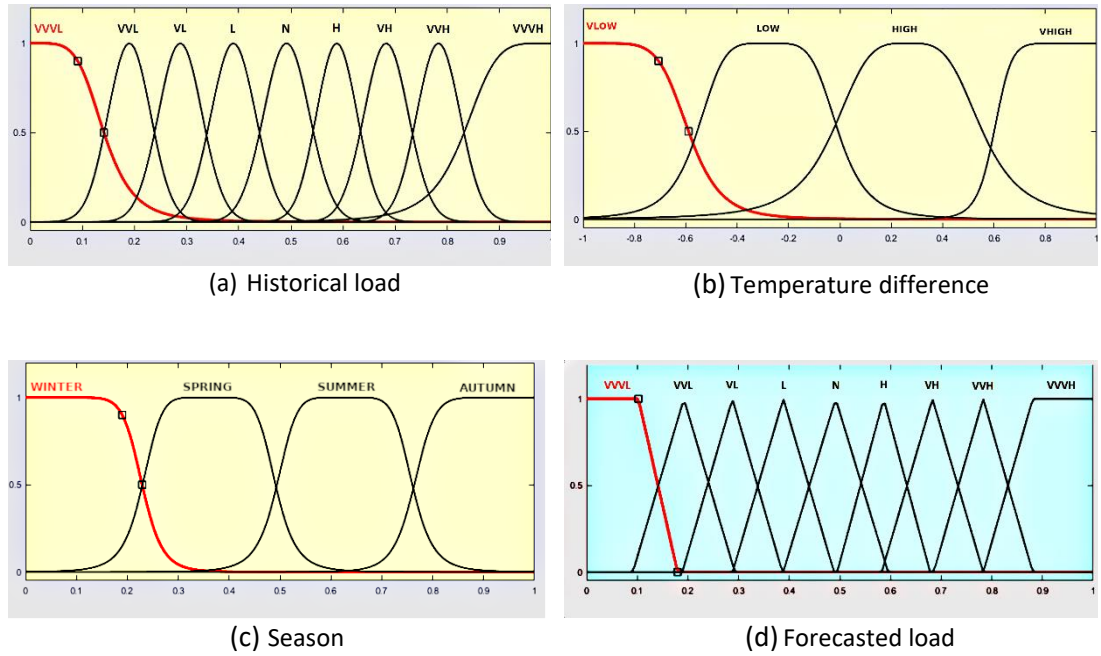 VVVL VVL VL L N H VH VVH VVVH
1
0.5
0
0 0.1 0.2 0.3 0.4 0.5 0.6 0.7 0.8 0.9 1
(a) Historical load
VLOW LOW HIGH VHIGH
1
0.5
0
-1 -0.8 -0.6 -0.4 -0.2 0 0.2 0.4 0.6 0.8 1
(b) Temperature difference
WINTER SPRING SUMMER AUTUMN
1
0.5
0
0 0.1 0.2 0.3 0.4 0.5 0.6 0.7 0.8 0.9 1
(c) Season
VVVL VVL VL L N H VH VVH VVVH
1
0.5
0
0 0.1 0.2 0.3 0.4 0.5 0.6 0.7 0.8 0.9 1
(d) Forecasted load